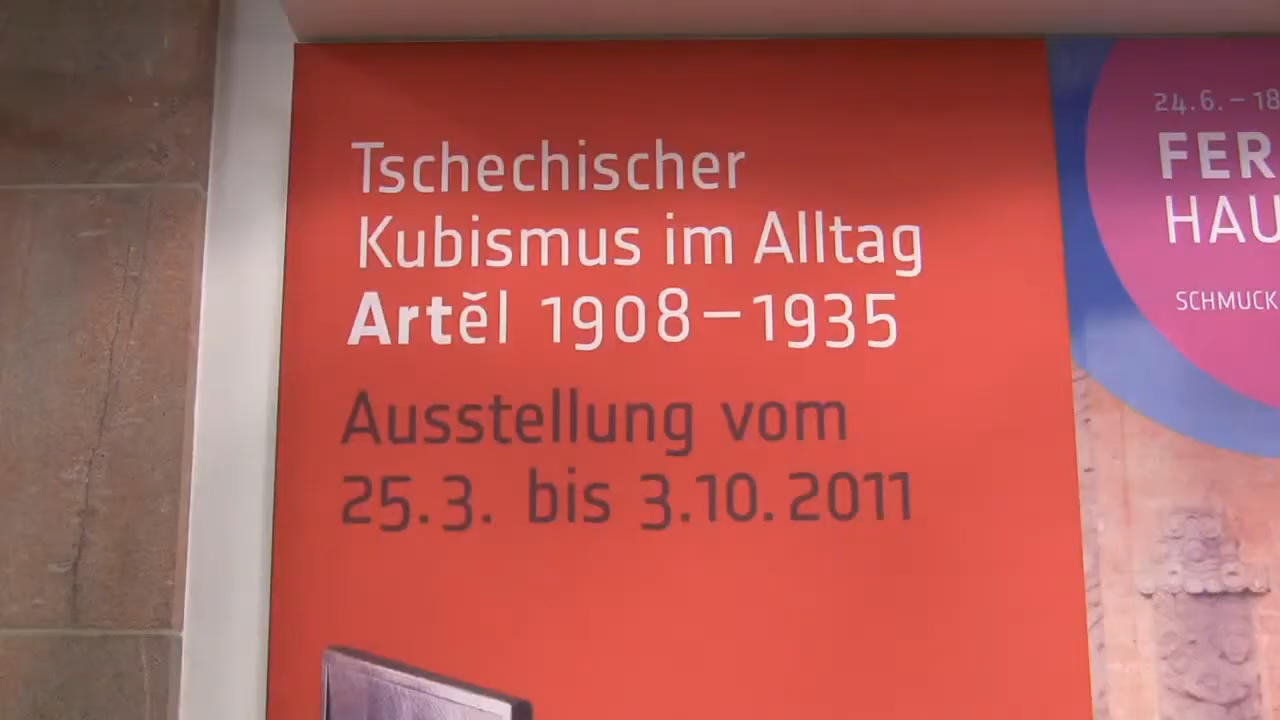 Tschechischer
Kubismus im Alltag
Artěl 1908–1935
Ausstellung vom
25.3. bis 3.10.2011
24.6.–18
FER
HAU
SCHMUCK